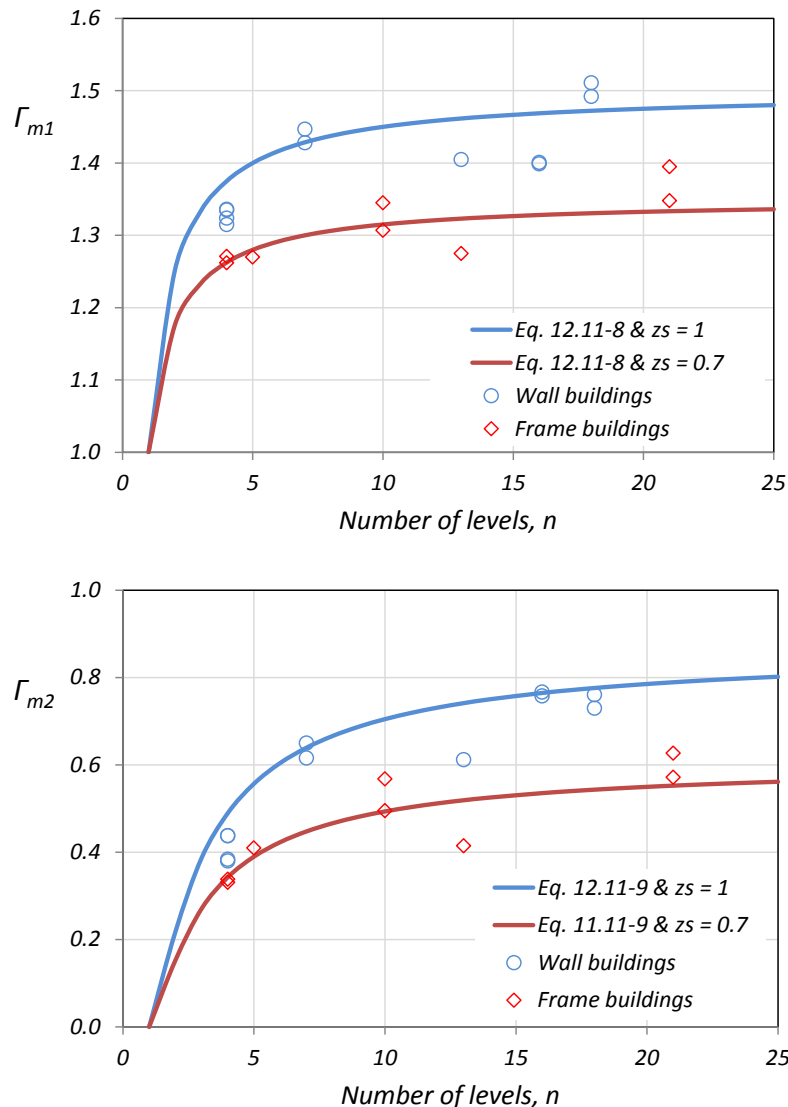 1.6
1.5
Γm1
1.4
1.3
1.2
Eq. 12.11-8 & zs = 1
Eq. 12.11-8 & zs = 0.7
1.1
Wall buildings
Frame buildings
1.0
0 5 10 15 20 25
Number of levels, n
1.0
0.8
Γm2
0.6
0.4
Eq. 12.11-9 & zs = 1
Eq. 11.11-9 & zs = 0.7
0.2
Wall buildings
Frame buildings
0.0
0 5 10 15 20 25
Number of levels, n